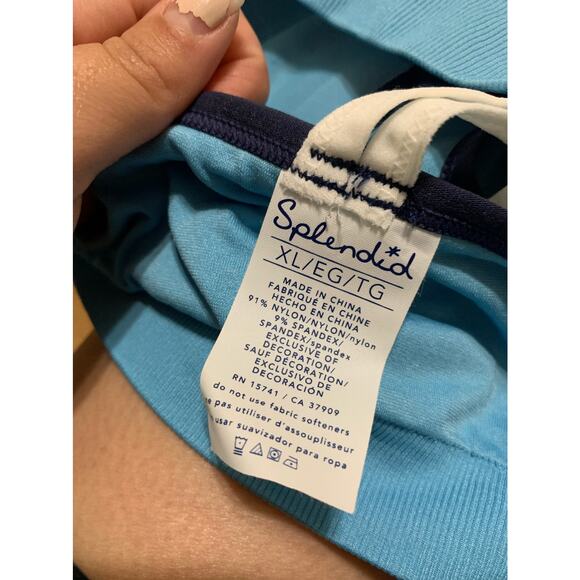 Splendid
XL/EG/TG
MADE IN CHINA
FABRIQUÉ EN CHINE
HECHO EN CHINA
91% NYLON/NYLON/nylon
9% SPANDEX/
SPANDEX/spandex
EXCLUSIVE OF
DECORATION/
SAUF DÉCORATION/
EXCLUSIVO DE
DECORACIÓN
RN 15741 / CA 37909
do not use fabric softeners
ne pas utiliser d'assouplisseur
usar suavizador para ropa